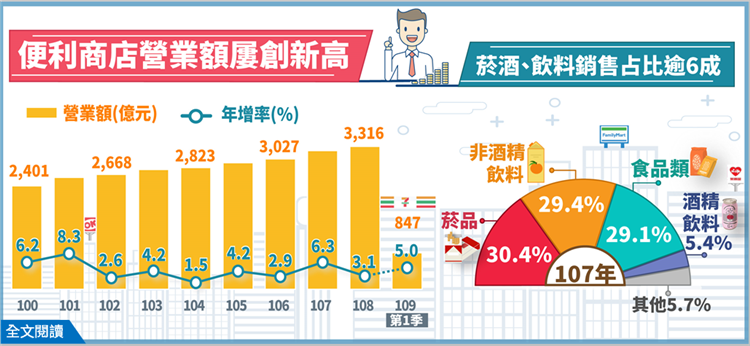 便利商店營業額屢創新高
菸酒、飲料銷售占比逾6成
營業額(億元) 年增率(%)
2,401 2,668 2,823 3,027 3,316 847
6.2 8.3 2.6 4.2 1.5 4.2 2.9 6.3 3.1 5.0
100 101 102 103 104 105 106 107 108 109
第1季
7
FamilyMart
非酒精
飲料
29.4%
食品類
29.1%
酒精
飲料
5.4%
菸品
30.4%
107年
其他5.7%
全文閱讀